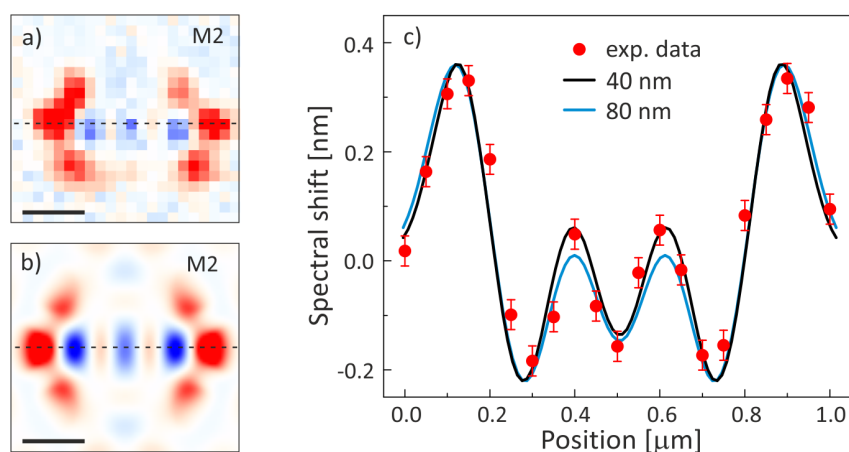 a)
M2
b)
M2
c)
exp. data
40 nm
80 nm
Spectral shift [nm]
0.4
0.2
0.0
-0.2
0.0
0.2
0.4
0.6
0.8
1.0
Position [μm]